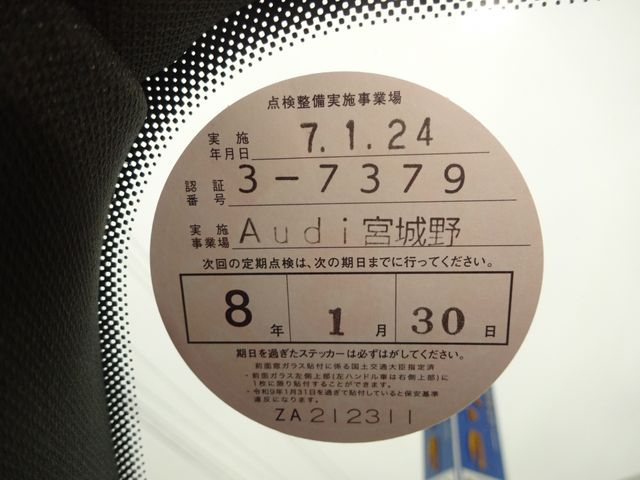 点検整備実施事業場
実施年月日 7.1.24
認証番号 3-7379
実施事業場 Audi宮城野
次回の定期点検は、次の期日までに行ってください。
8年 1月 30日
期日を過ぎたステッカーは必ずはがしてください。
前面窓ガラス貼付に係る国土交通大臣指定済
・前面ガラス左側上部(左ハンドル車は右側上部)に
1枚に限り貼付することができます。
・令和9年1月31日を過ぎて貼付していると保安基準
違反になります。
ZA212311